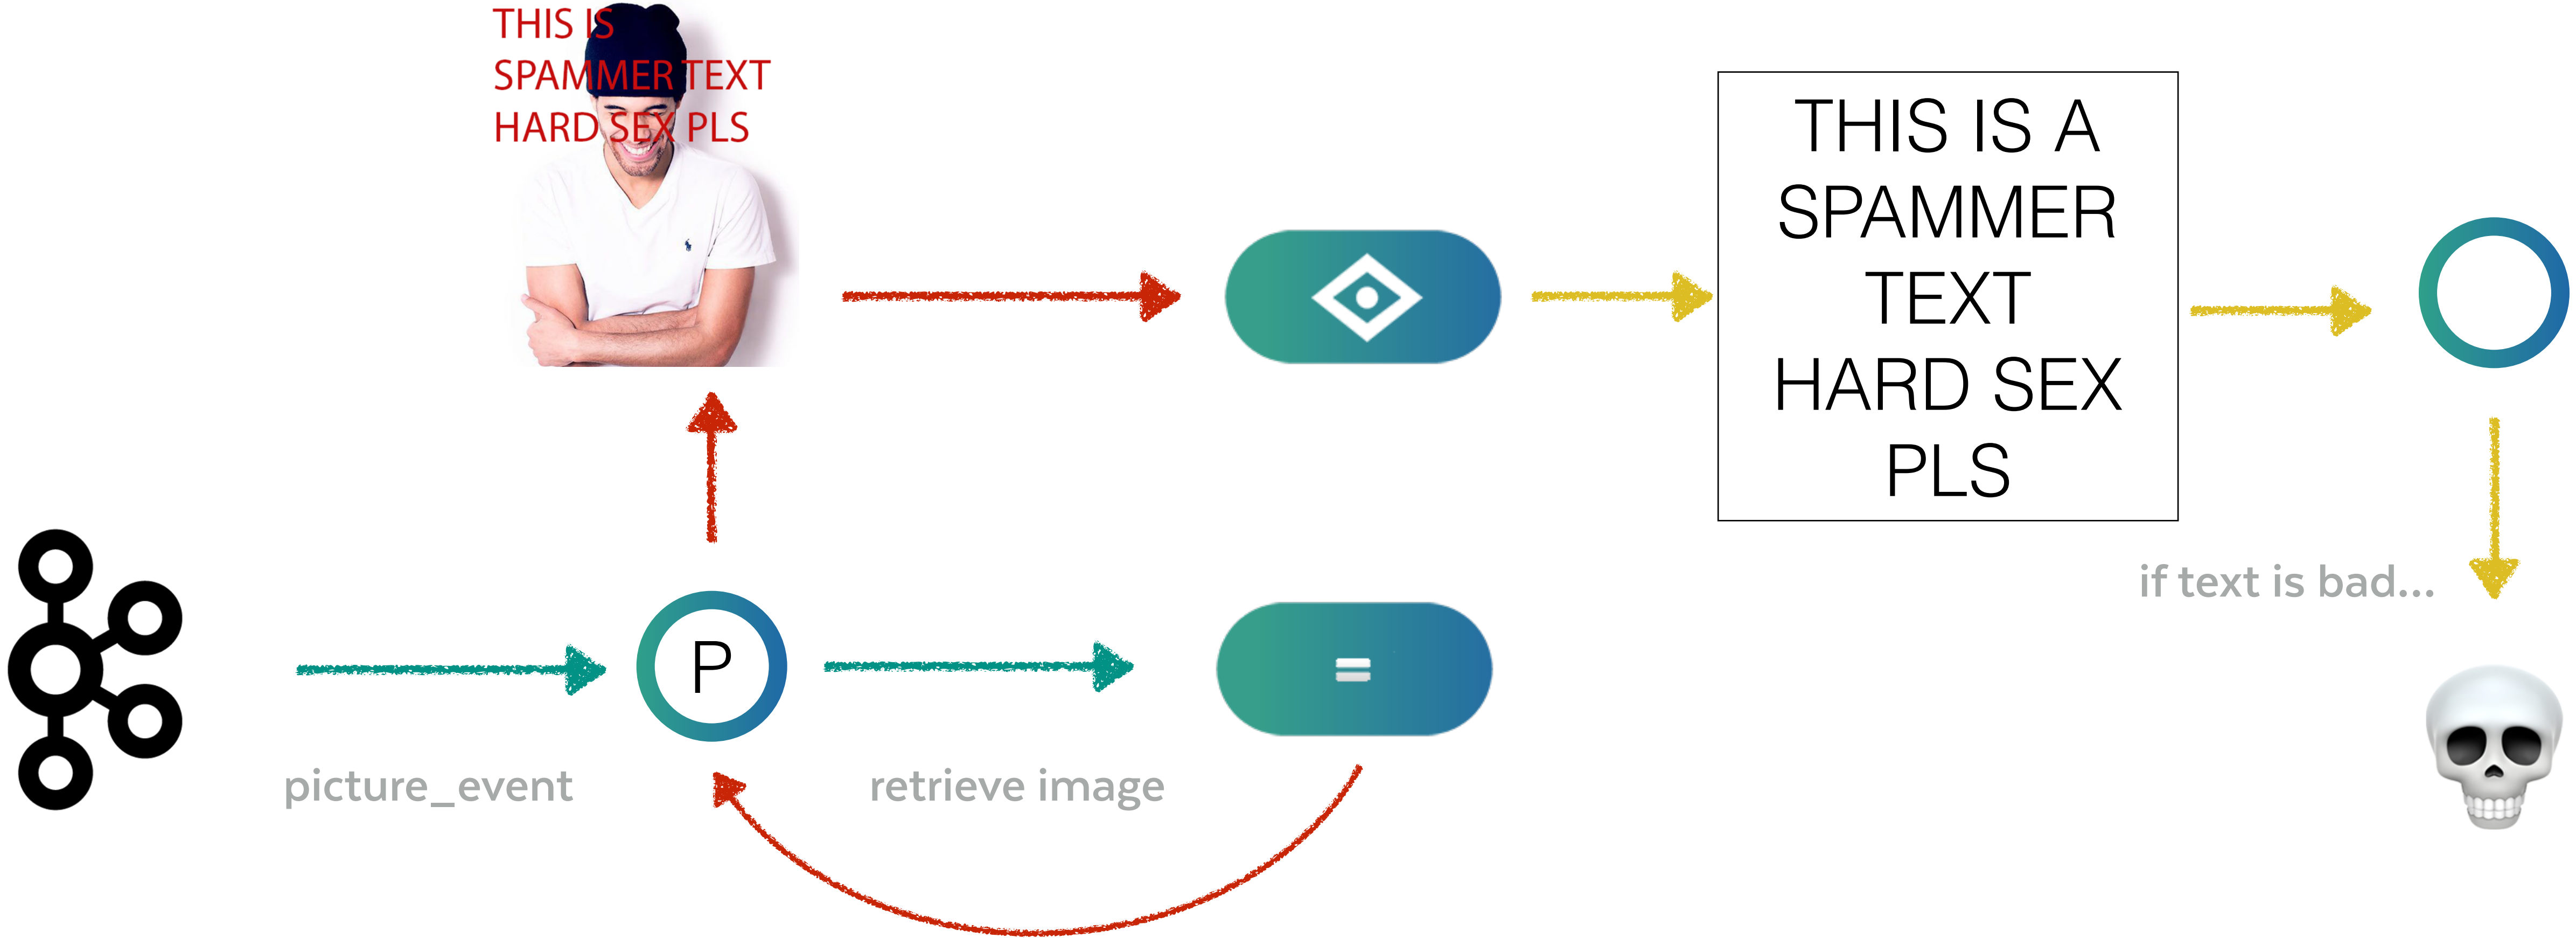 THIS IS
SPAMMER TEXT
HARD SEX PLS
THIS IS A
SPAMMER
TEXT
HARD SEX
PLS
if text is bad...
P
=
picture_event
retrieve image